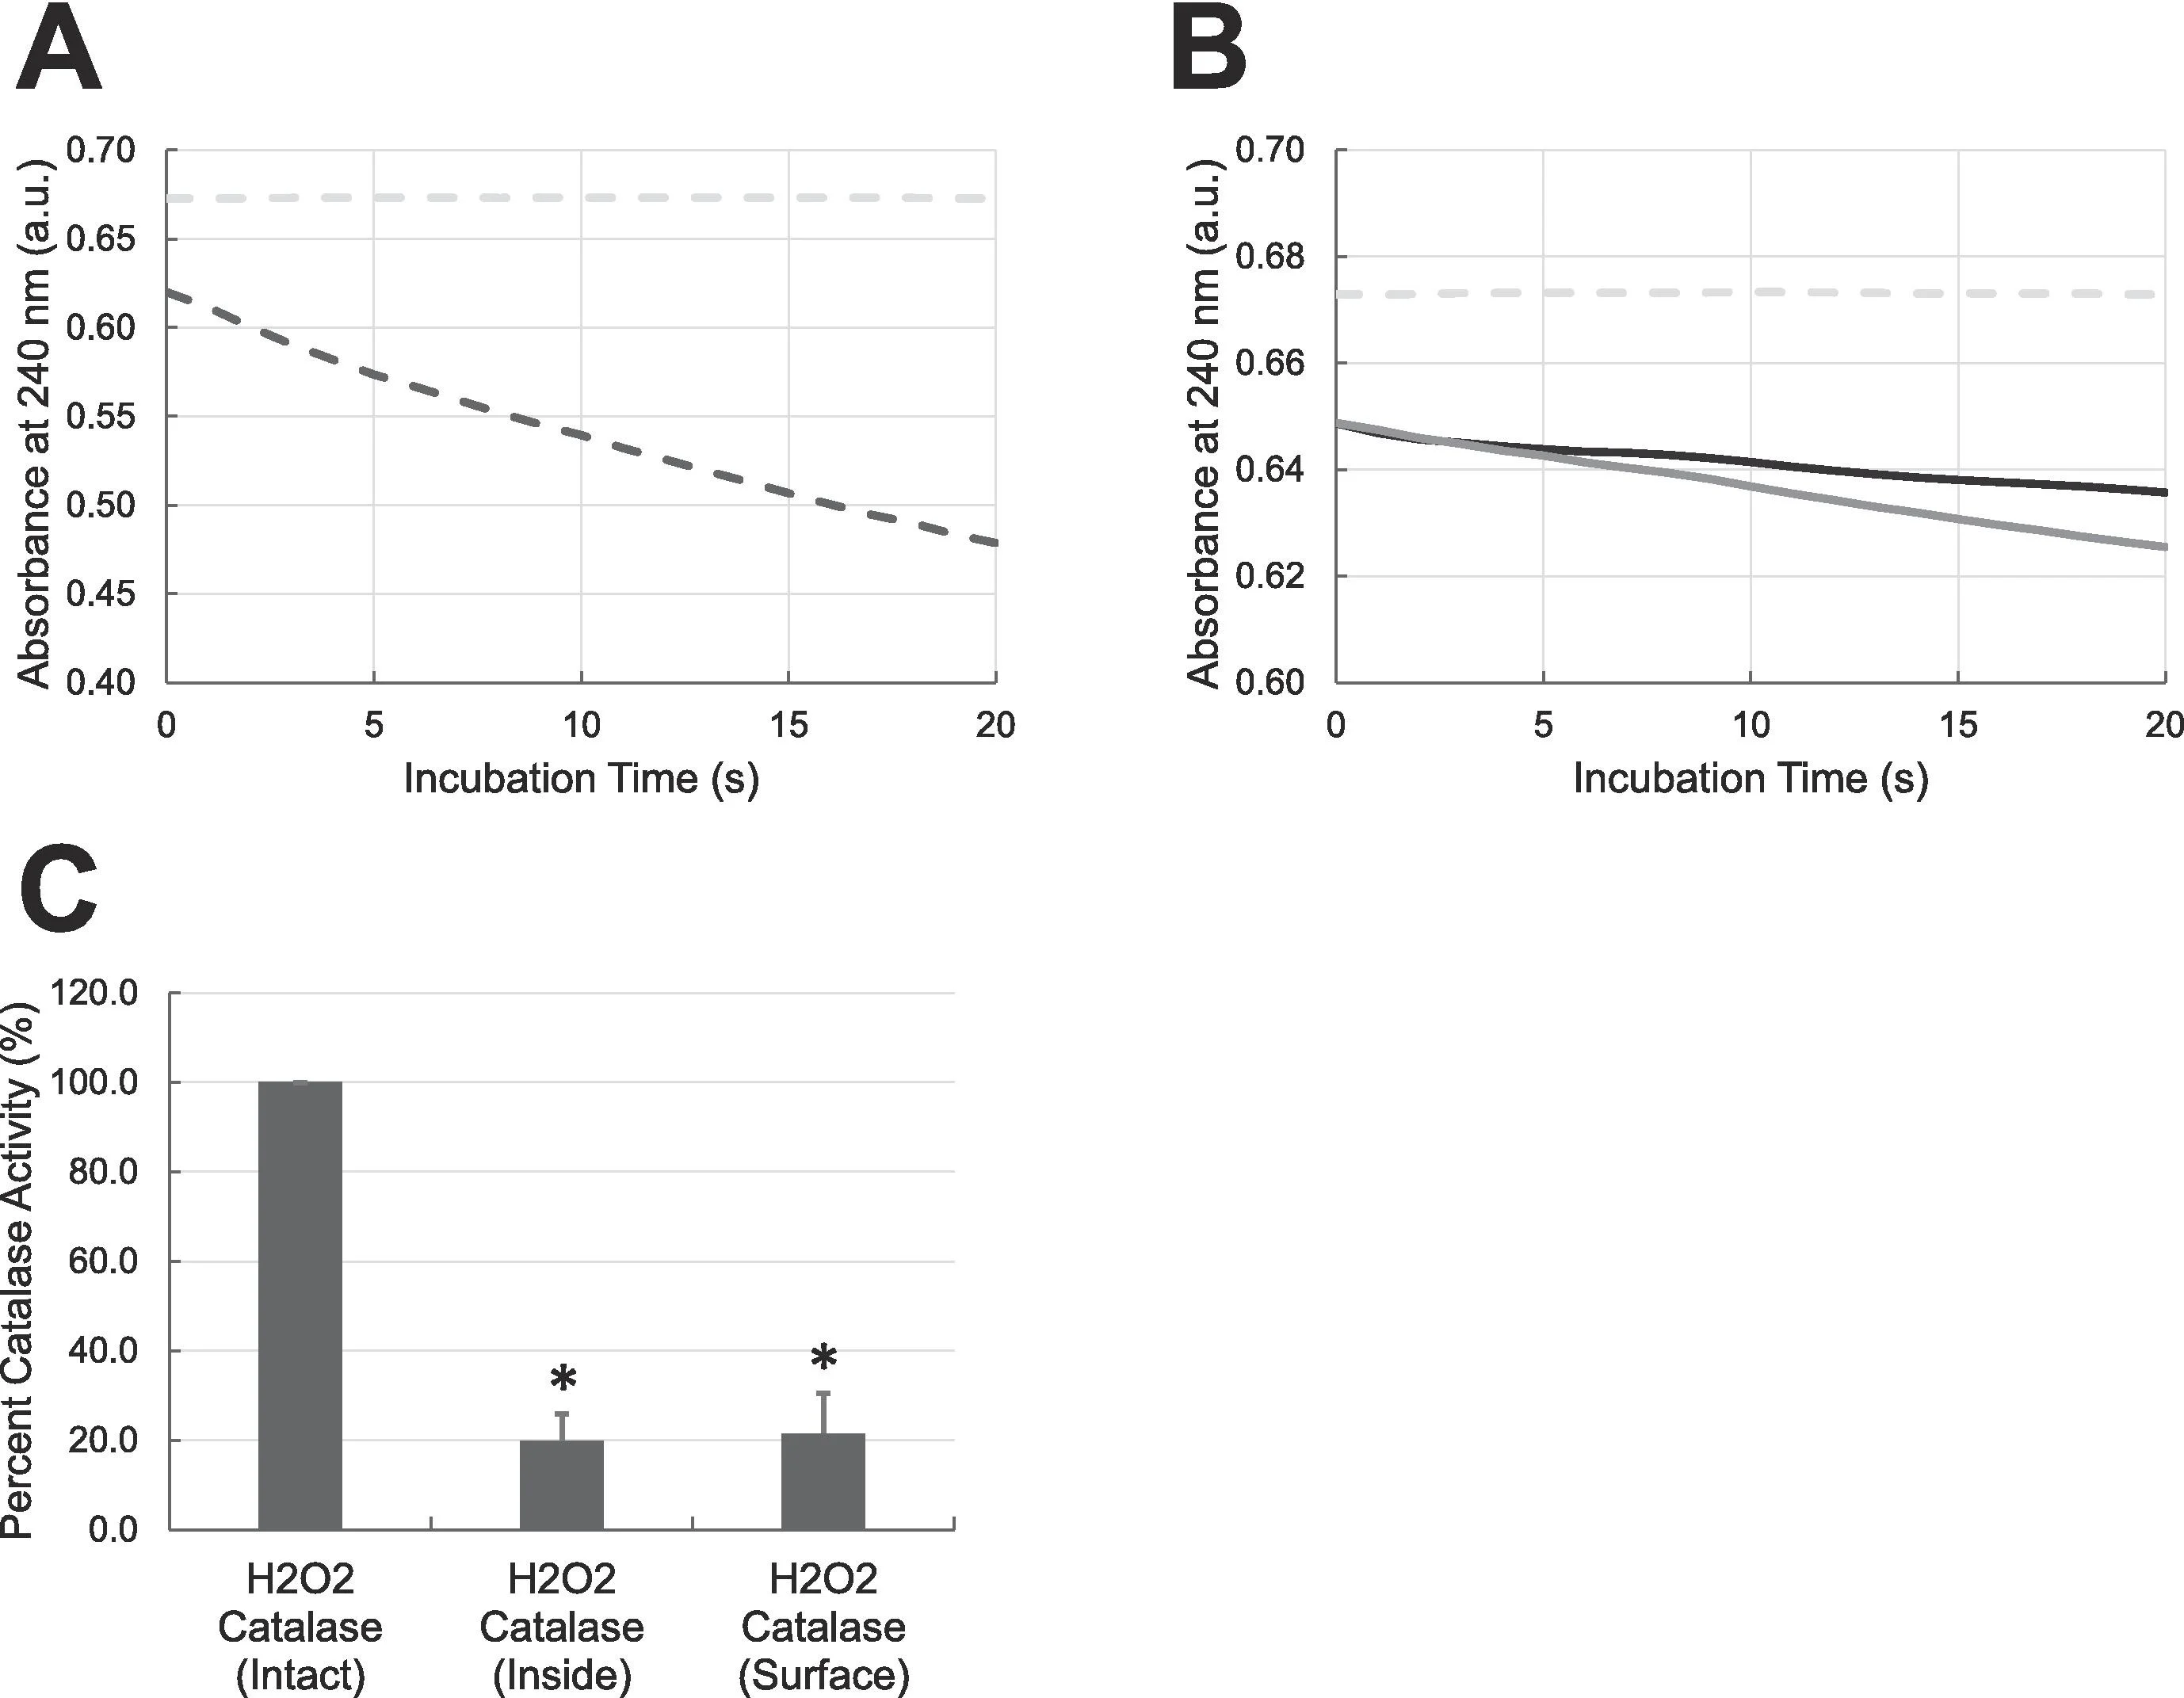 A
Absorbance at 240 nm (a.u.)
0.70
0.65
0.60
0.55
0.50
0.45
0.40
0 5 10 15 20
Incubation Time (s)
B
Absorbance at 240 nm (a.u.)
0.70
0.68
0.66
0.64
0.62
0.60
0 5 10 15 20
Incubation Time (s)
C
Percent Catalase Activity (%)
120.0
100.0
80.0
60.0
40.0
20.0
0.0
*
*
H2O2
Catalase
(Intact)
H2O2
Catalase
(Inside)
H2O2
Catalase
(Surface)